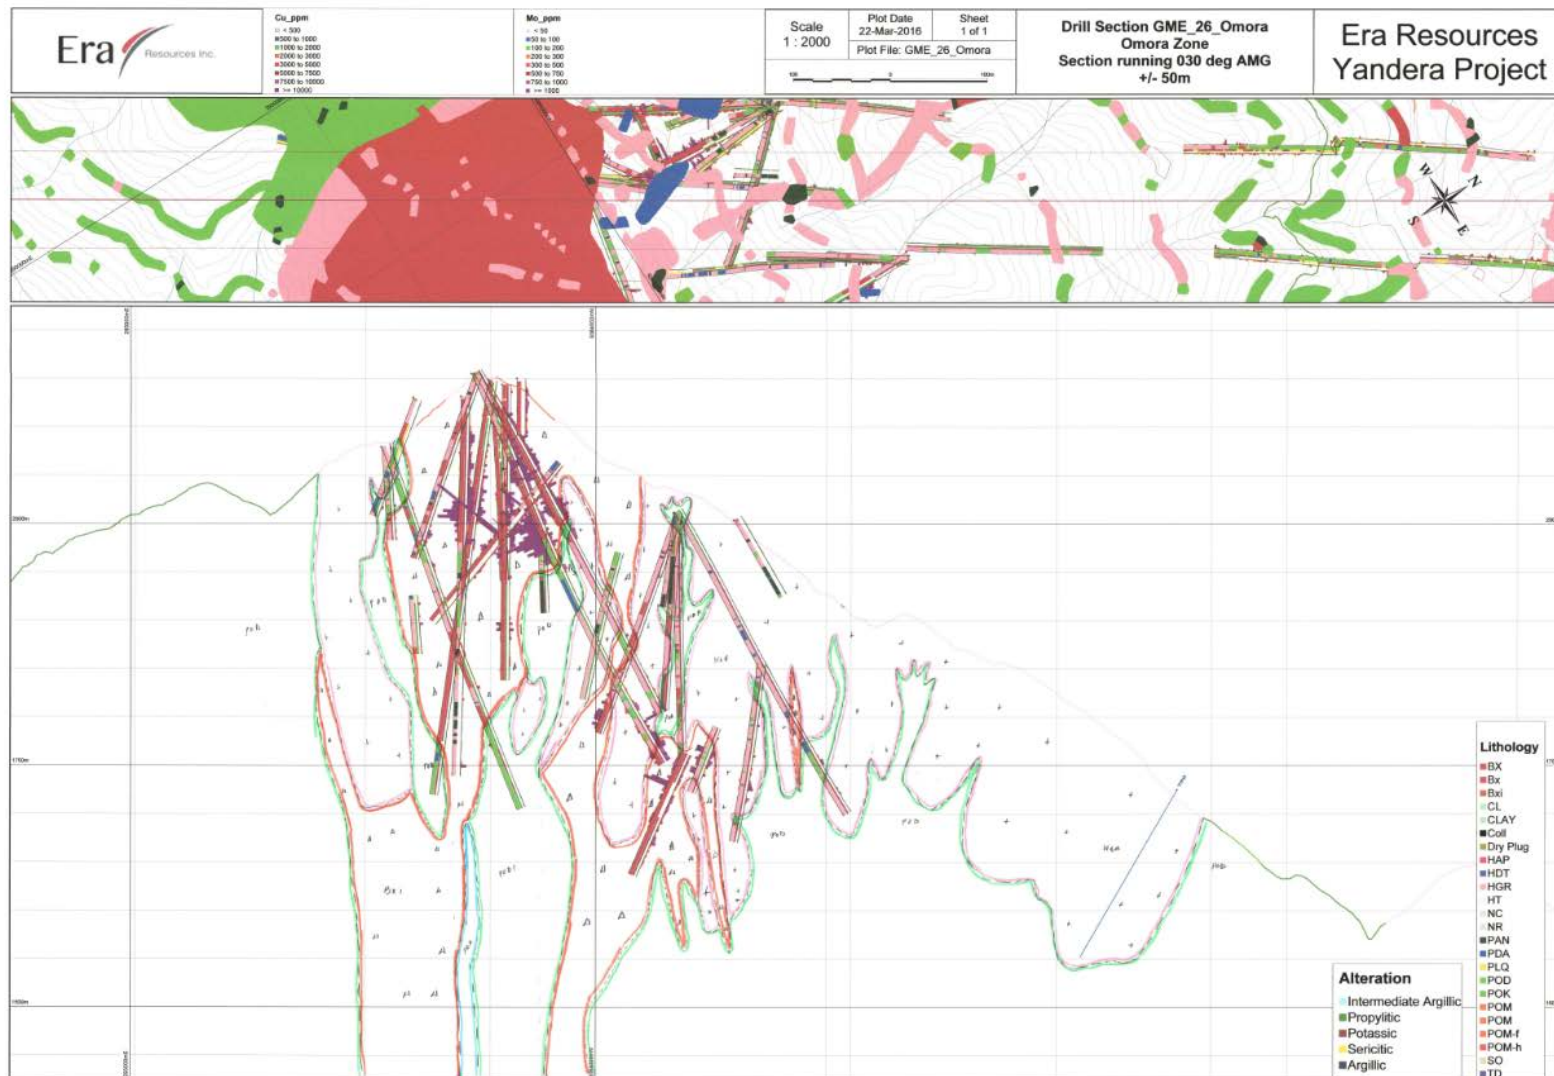 Era
Resources Inc.
Cu_ppm
< 500
500 to 1000
1000 to 2000
2000 to 3000
3000 to 5000
5000 to 7500
7500 to 10000
>= 10000
Mo_ppm
< 50
50 to 100
100 to 200
200 to 300
300 to 500
500 to 750
750 to 1000
>= 1000
Scale
1 : 2000
Plot Date
22-Mar-2016
Sheet
1 of 1
Plot File: GME_26_Omora
100
0
100m
Drill Section GME_26_Omora
Omora Zone
Section running 030 deg AMG
+/- 50m
Era Resources
Yandera Project
W
N
S
E
1750m
Lithology
BX
Bx
Bxi
CL
CLAY
Coll
Dry Plug
HAP
HDT
HGR
HT
NC
NR
PAN
PDA
PLQ
POD
POK
POM
POM
POM-f
POM-h
SO
TD
Alteration
Intermediate Argillic
Propylitic
Potassic
Sericitic
Argillic